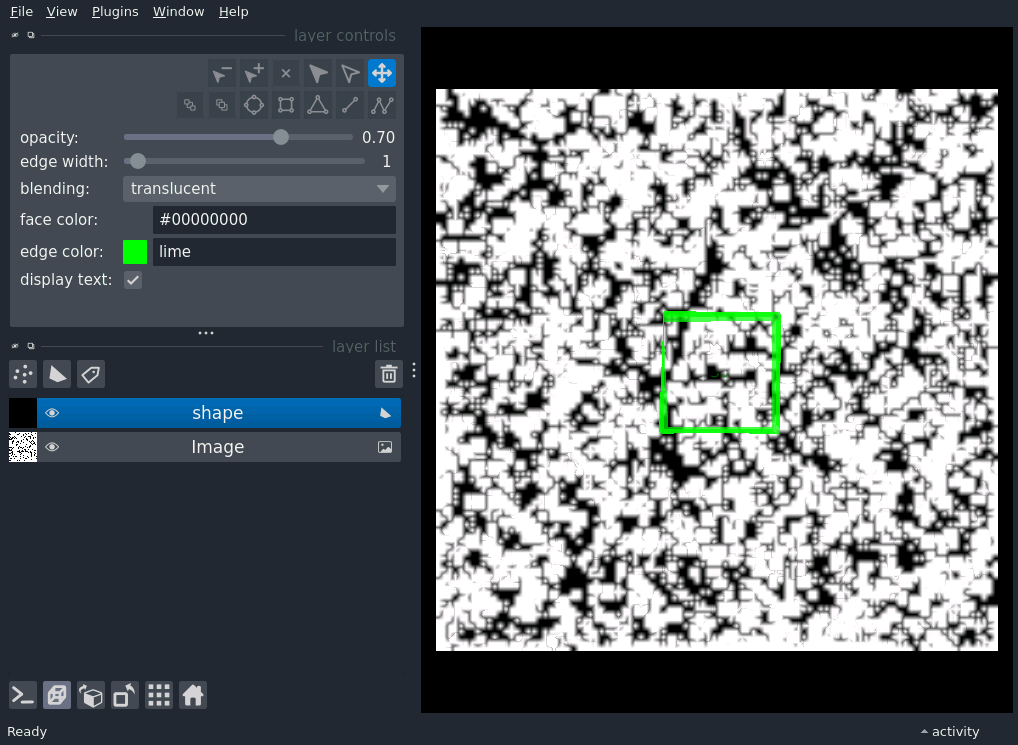 File View Plugins Window Help
layer controls
opacity: 0.70
edge width: 1
blending: translucent
face color: #00000000
edge color: lime
display text:
layer list
shape
Image
Ready
activity